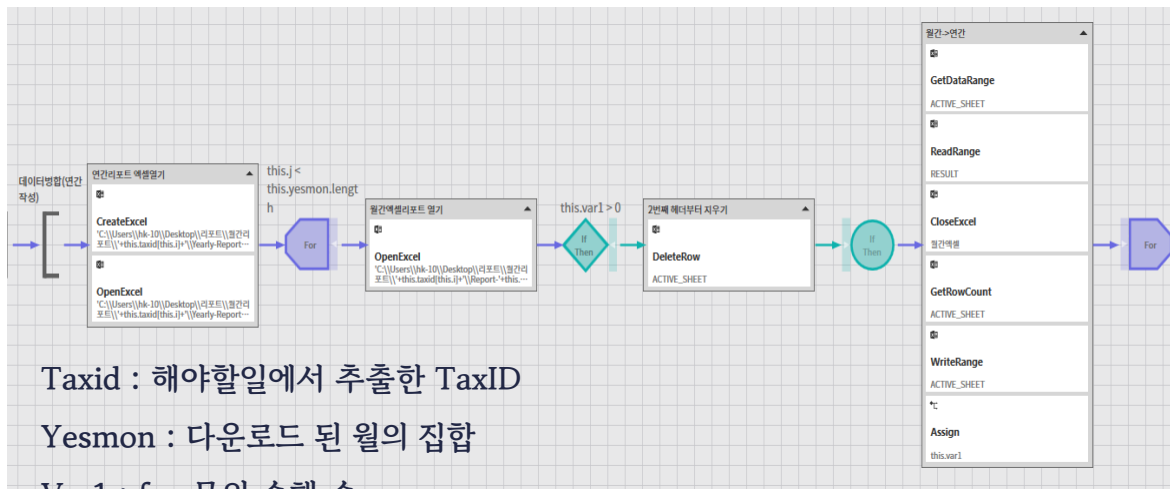 데이터병합(연간
작성)
연간리포트 엑셀열기
CreateExcel
'C:\\Users\\hk-10\\Desktop\\리포트\\월간리
포트\\'+this.taxid[this.i]+'\\Yearly-Report···
OpenExcel
'C:\\Users\\hk-10\\Desktop\\리포트\\월간리
포트\\'+this.taxid[this.i]+'\\Yearly-Report···
this.j <
this.yesmon.lengt
h
For
월간엑셀리포트 열기
OpenExcel
'C:\\Users\\hk-10\\Desktop\\리포트\\월간리
포트\\'+this.taxid[this.i]+'\\Report-'+this.···
this.var1 > 0
If
Then
2번째 헤더부터 지우기
DeleteRow
ACTIVE_SHEET
If
Then
월간->연간
GetDataRange
ACTIVE_SHEET
ReadRange
RESULT
CloseExcel
월간엑셀
GetRowCount
ACTIVE_SHEET
WriteRange
ACTIVE_SHEET
Assign
this.var1
For
Taxid : 해야할일에서 추출한 TaxID
Yesmon : 다운로드 된 월의 집합